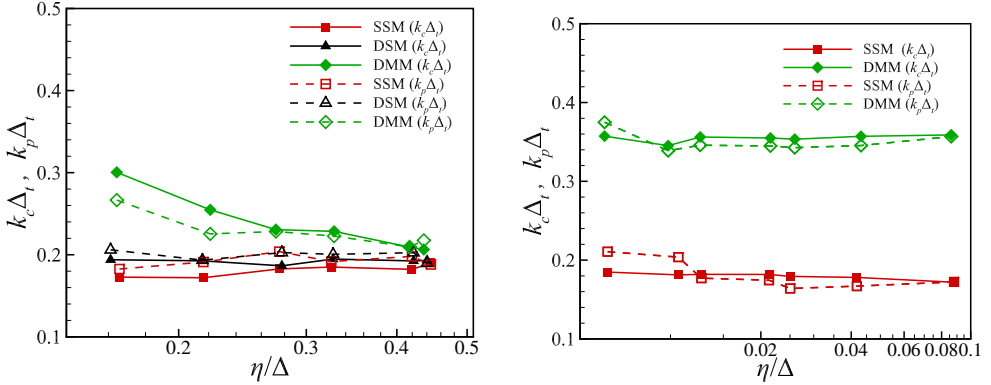 0.5
0.4
0.3
0.2
0.1
k_cΔ_t , k_pΔ_t
SSM (k_cΔ_t)
DSM (k_cΔ_t)
DMM (k_cΔ_t)
SSM (k_pΔ_t)
DSM (k_pΔ_t)
DMM (k_pΔ_t)
0.2 0.3 0.4 0.5
η/Δ
0.5
0.4
0.3
0.2
0.1
k_cΔ_t , k_pΔ_t
SSM (k_cΔ_t)
DMM (k_cΔ_t)
SSM (k_pΔ_t)
DMM (k_pΔ_t)
0.02 0.04 0.06 0.08 0.1
η/Δ